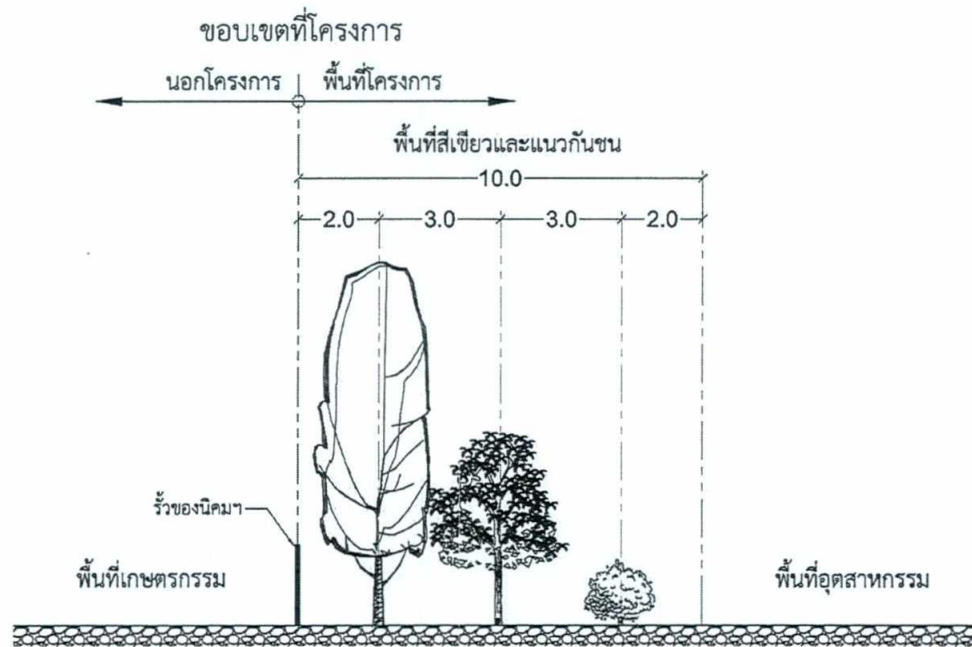 ขอบเขตที่โครงการ
นอกโครงการ พื้นที่โครงการ
พื้นที่สีเขียวและแนวกันชน
10.0
2.0 3.0 3.0 2.0
รั้วของนิคมฯ
พื้นที่เกษตรกรรม พื้นที่อุตสาหกรรม